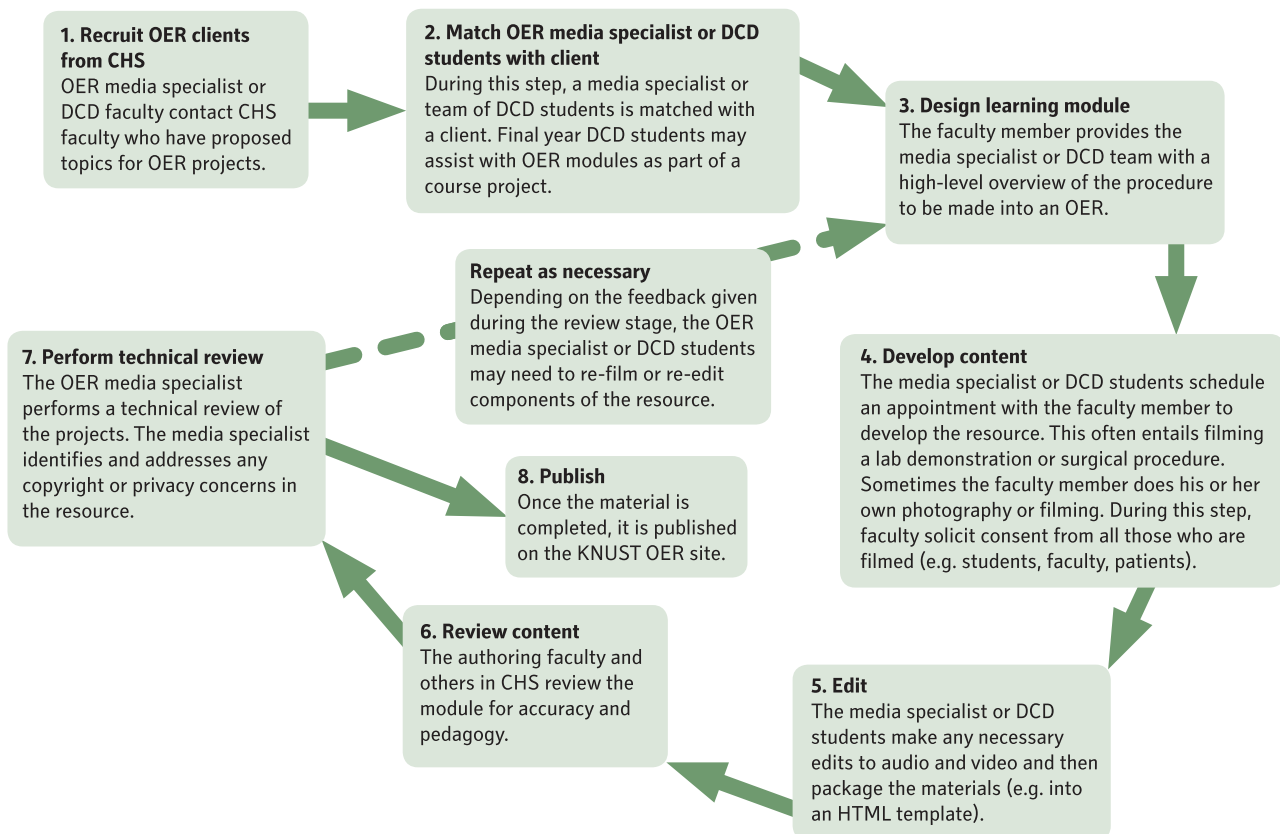 1. Recruit OER clients
from CHS
OER media specialist or
DCD faculty contact CHS
faculty who have proposed
topics for OER projects.
2. Match OER media specialist or DCD
students with client
During this step, a media specialist or
team of DCD students is matched with
a client. Final year DCD students may
assist with OER modules as part of a
course project.
3. Design learning module
The faculty member provides the
media specialist or DCD team with a
high-level overview of the procedure
to be made into an OER.
4. Develop content
The media specialist or DCD students schedule
an appointment with the faculty member to
develop the resource. This often entails filming
a lab demonstration or surgical procedure.
Sometimes the faculty member does his or her
own photography or filming. During this step,
faculty solicit consent from all those who are
filmed (e.g. students, faculty, patients).
5. Edit
The media specialist or DCD
students make any necessary
edits to audio and video and then
package the materials (e.g. into
an HTML template).
6. Review content
The authoring faculty and
others in CHS review the
module for accuracy and
pedagogy.
7. Perform technical review
The OER media specialist
performs a technical review of
the projects. The media specialist
identifies and addresses any
copyright or privacy concerns in
the resource.
Repeat as necessary
Depending on the feedback given
during the review stage, the OER
media specialist or DCD students
may need to re-film or re-edit
components of the resource.
8. Publish
Once the material is
completed, it is published
on the KNUST OER site.